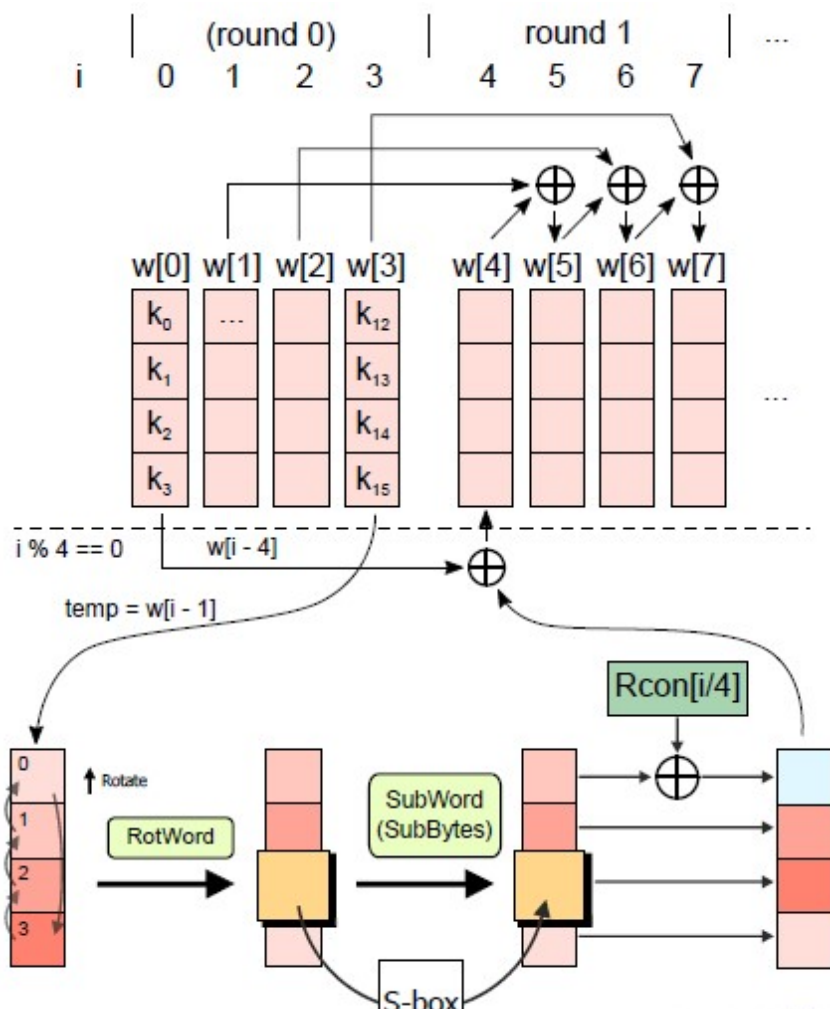 (round 0) round 1 ...
i 0 1 2 3 4 5 6 7
w[0] w[1] w[2] w[3] w[4] w[5] w[6] w[7]
k₀ ... k₁₂
k₁ k₁₃
k₂ k₁₄ ...
k₃ k₁₅
i % 4 == 0 w[i - 4]
temp = w[i - 1]
Rcon[i/4]
0 Rotate
1 RotWord SubWord
(SubBytes)
2
3
S-box